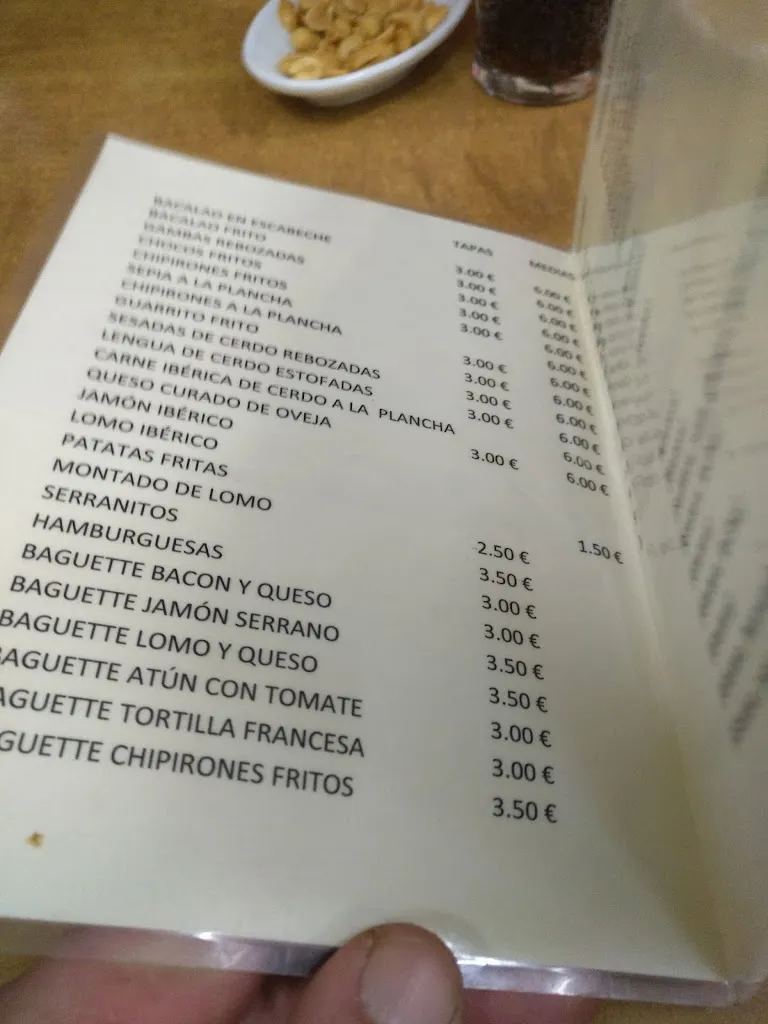 TAPAS MEDIAS
BACALAO EN ESCABECHE 3.00 € 6.00 €
BACALAO FRITO 3.00 € 6.00 €
GAMBAS REBOZADAS 3.00 € 6.00 €
CHOCOS FRITOS 3.00 € 6.00 €
CHIPIRONES FRITOS 3.00 € 6.00 €
SEPIA A LA PLANCHA 6.00 €
CHIPIRONES A LA PLANCHA 3.00 € 6.00 €
GUARRITO FRITO 3.00 € 6.00 €
SESADAS DE CERDO REBOZADAS 3.00 € 6.00 €
LENGUA DE CERDO ESTOFADAS 3.00 € 6.00 €
CARNE IBÉRICA DE CERDO A LA PLANCHA 6.00 €
QUESO CURADO DE OVEJA 3.00 € 6.00 €
JAMÓN IBÉRICO
LOMO IBÉRICO
PATATAS FRITAS 1.50 €
MONTADO DE LOMO 2.50 €
SERRANITOS 3.50 €
HAMBURGUESAS 3.00 €
BAGUETTE BACON Y QUESO 3.00 €
BAGUETTE JAMÓN SERRANO 3.50 €
BAGUETTE LOMO Y QUESO 3.50 €
BAGUETTE ATÚN CON TOMATE 3.00 €
AGUETTE TORTILLA FRANCESA 3.00 €
GUETTE CHIPIRONES FRITOS 3.50 €